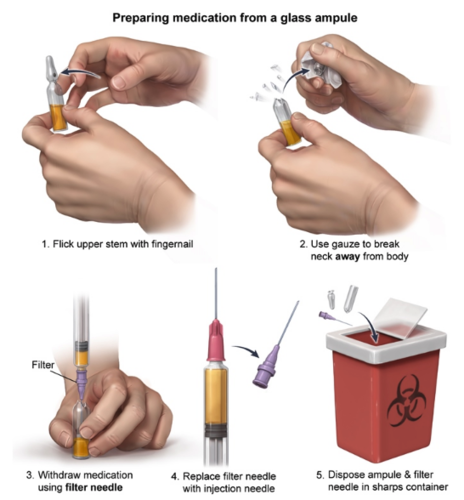 Preparing medication from a glass ampule
1. Flick upper stem with fingernail
2. Use gauze to break
neck away from body
Filter
3. Withdraw medication
using filter needle
4. Replace filter needle
with injection needle
5. Dispose ampule & filter
needle in sharps container